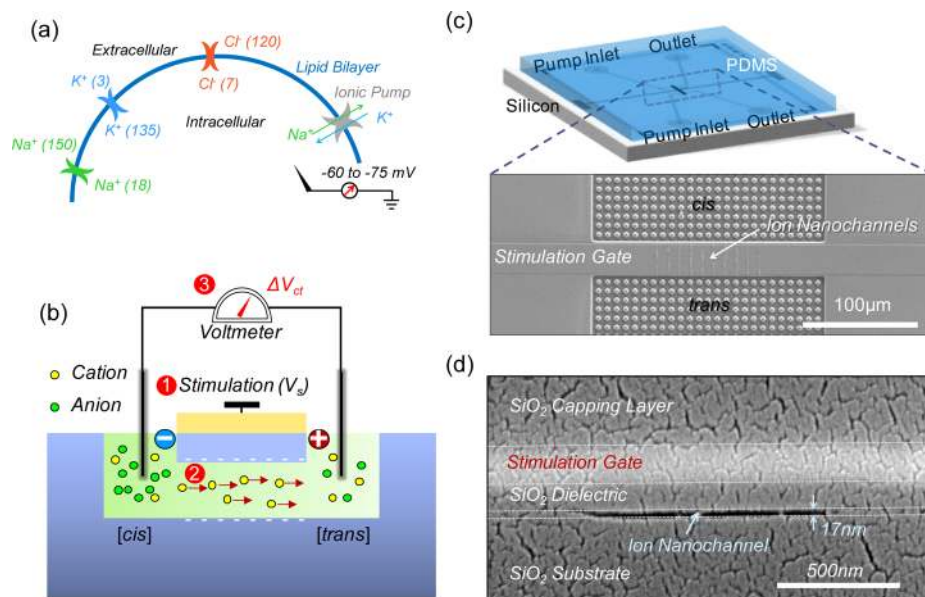 (a)
Extracellular
Cl⁻ (120)
Cl⁻ (7)
K⁺ (3)
K⁺ (135)
Lipid Bilayer
Ionic Pump
Intracellular
Na⁺
K⁺
Na⁺ (150)
Na⁺ (18)
-60 to -75 mV
(b)
3
ΔVct
Voltmeter
Cation
Anion
1 Stimulation (Vs)
2
[cis]
[trans]
(c)
Pump Inlet
Outlet
PDMS
Silicon
Pump Inlet
Outlet
cis
Ion Nanochannels
Stimulation Gate
trans
100µm
(d)
SiO₂ Capping Layer
Stimulation Gate
SiO₂ Dielectric
17nm
Ion Nanochannel
SiO₂ Substrate
500nm